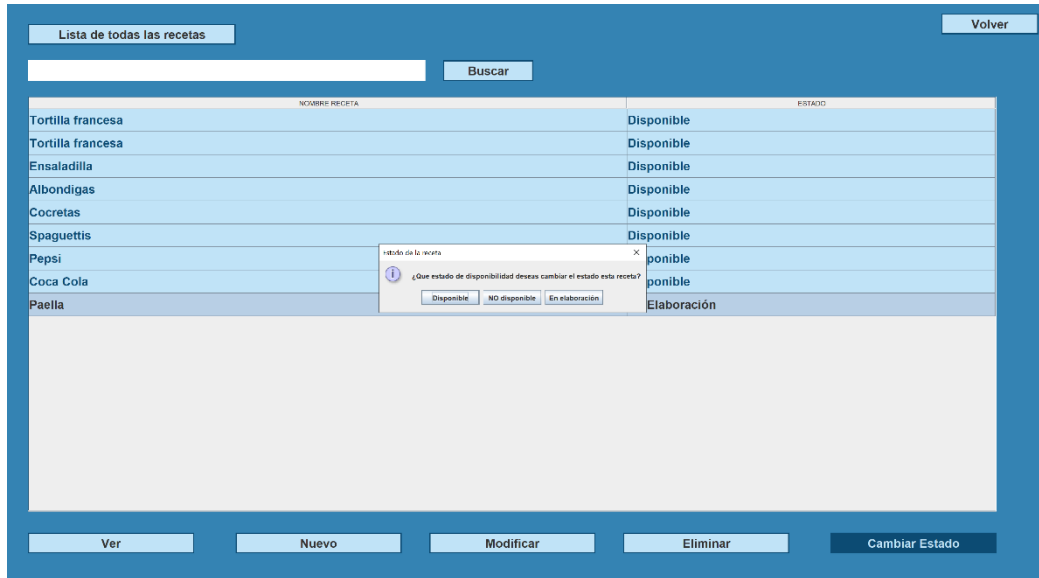 Volver
Lista de todas las recetas
Buscar
NOMBRE RECETA ESTADO
Tortilla francesa Disponible
Tortilla francesa Disponible
Ensaladilla Disponible
Albondigas Disponible
Cocretas Disponible
Spaguettis Disponible
Estado de la receta
Pepsi ponible
¿Que estado de disponibilidad deseas cambiar el estado esta receta?
Coca Cola ponible
Disponible NO disponible En elaboración
Paella Elaboración
Ver Nuevo Modificar Eliminar Cambiar Estado